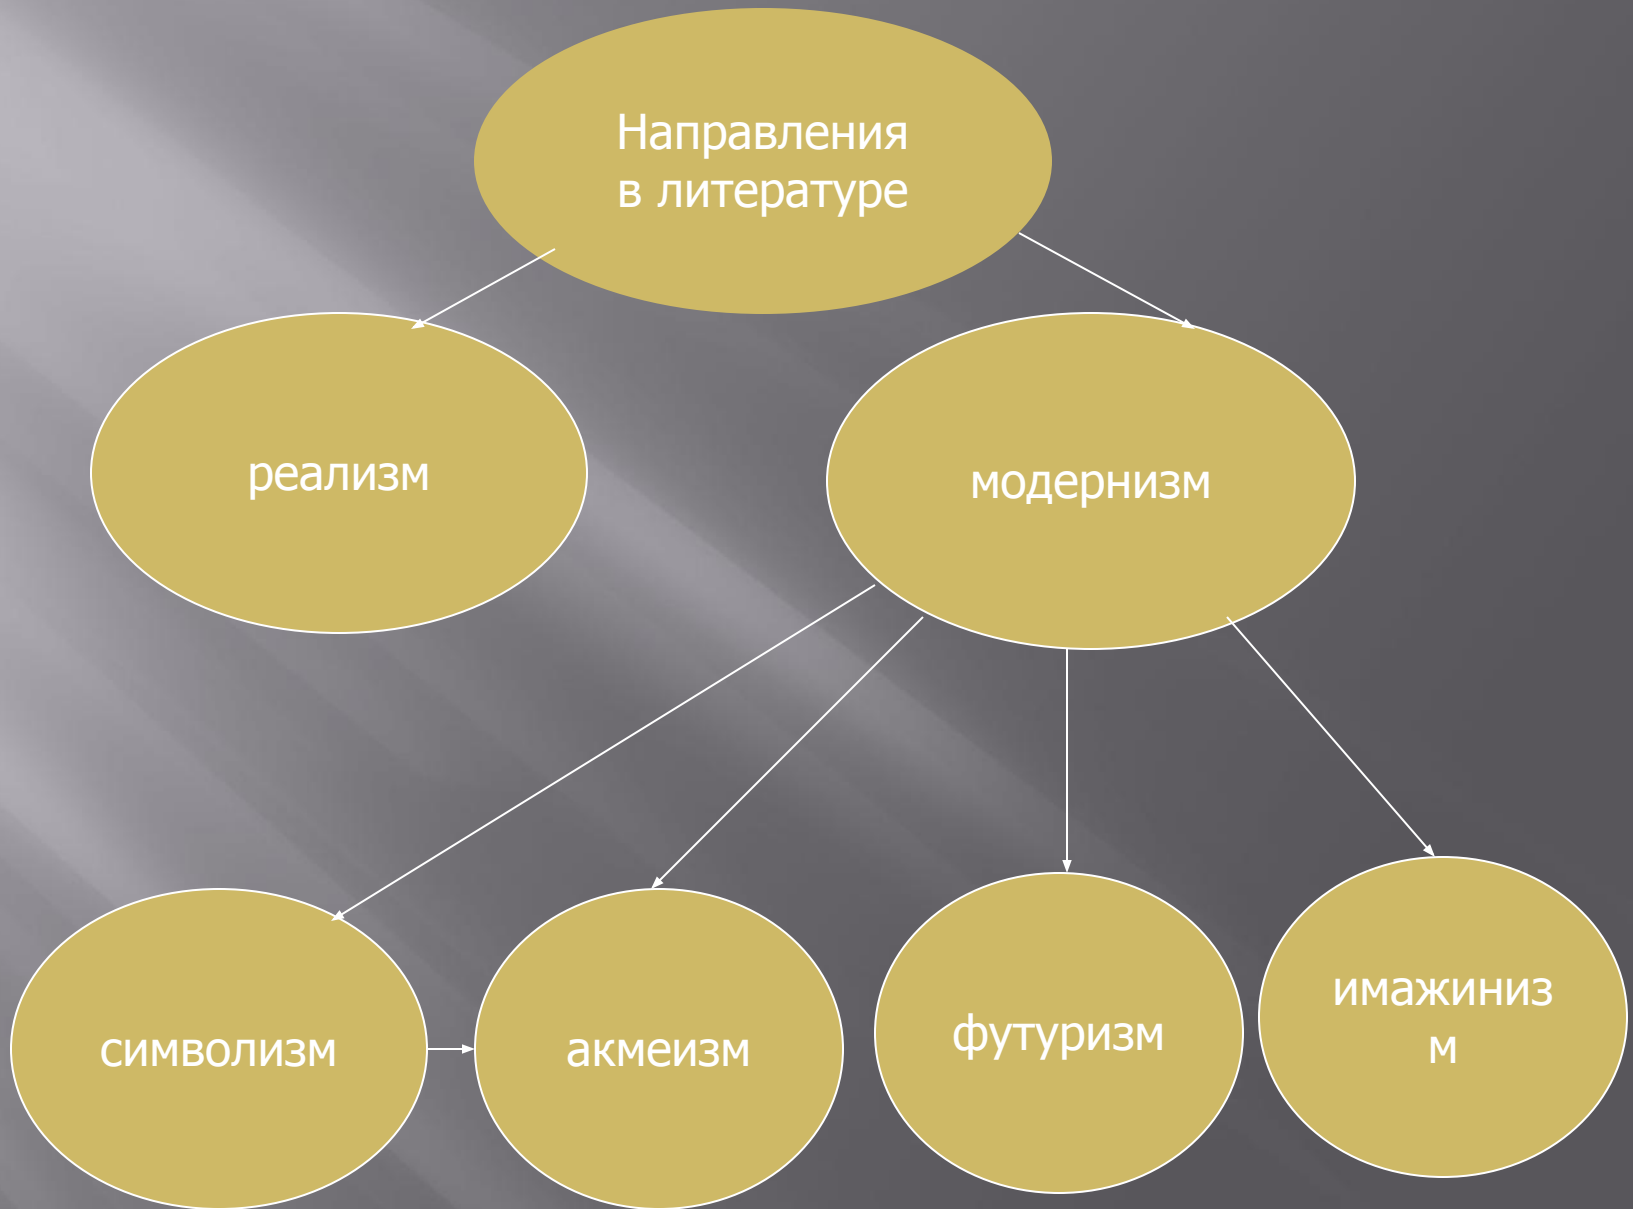 Направления
в литературе
реализм
модернизм
символизм
акмеизм
футуризм
имажиниз
м